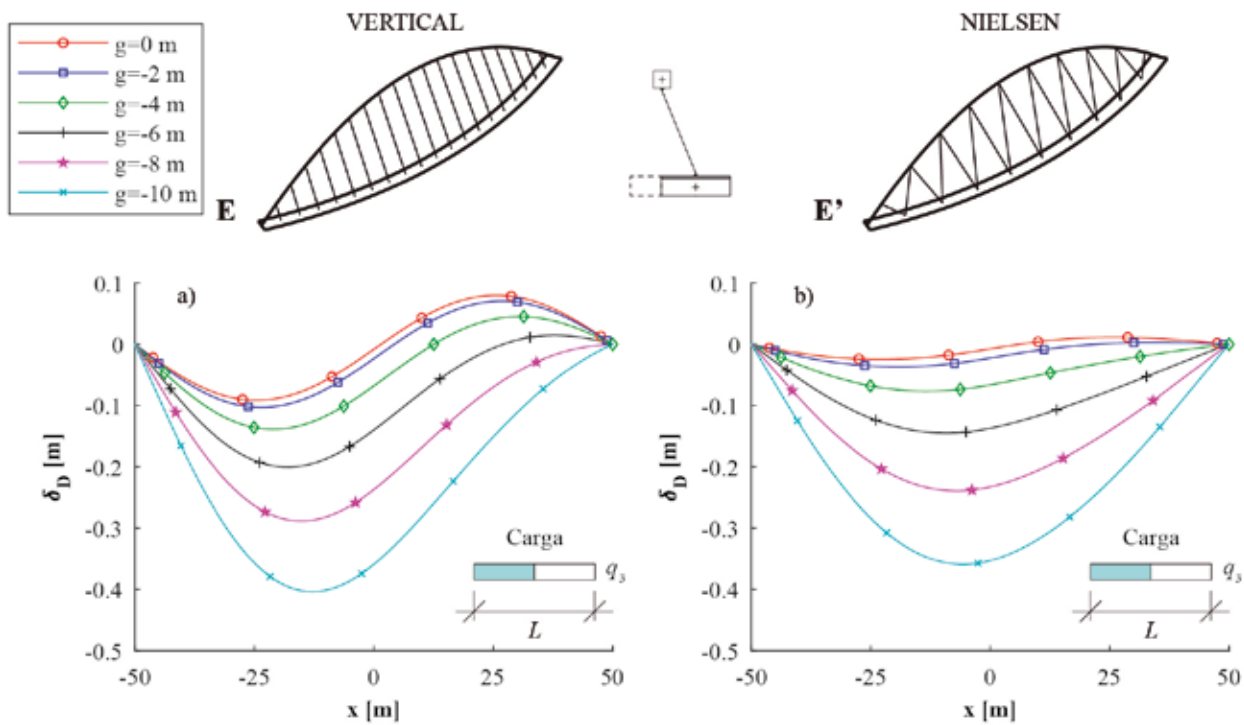 VERTICAL
NIELSEN
g=0 m
g=-2 m
g=-4 m
g=-6 m
g=-8 m
g=-10 m
E
E'
a)
0.1
0
-0.1
-0.2
-0.3
-0.4
-0.5
δD [m]
Carga
q3
L
-50
-25
0
25
50
x [m]
b)
0.1
0
-0.1
-0.2
-0.3
-0.4
-0.5
δD [m]
Carga
q3
L
-50
-25
0
25
50
x [m]